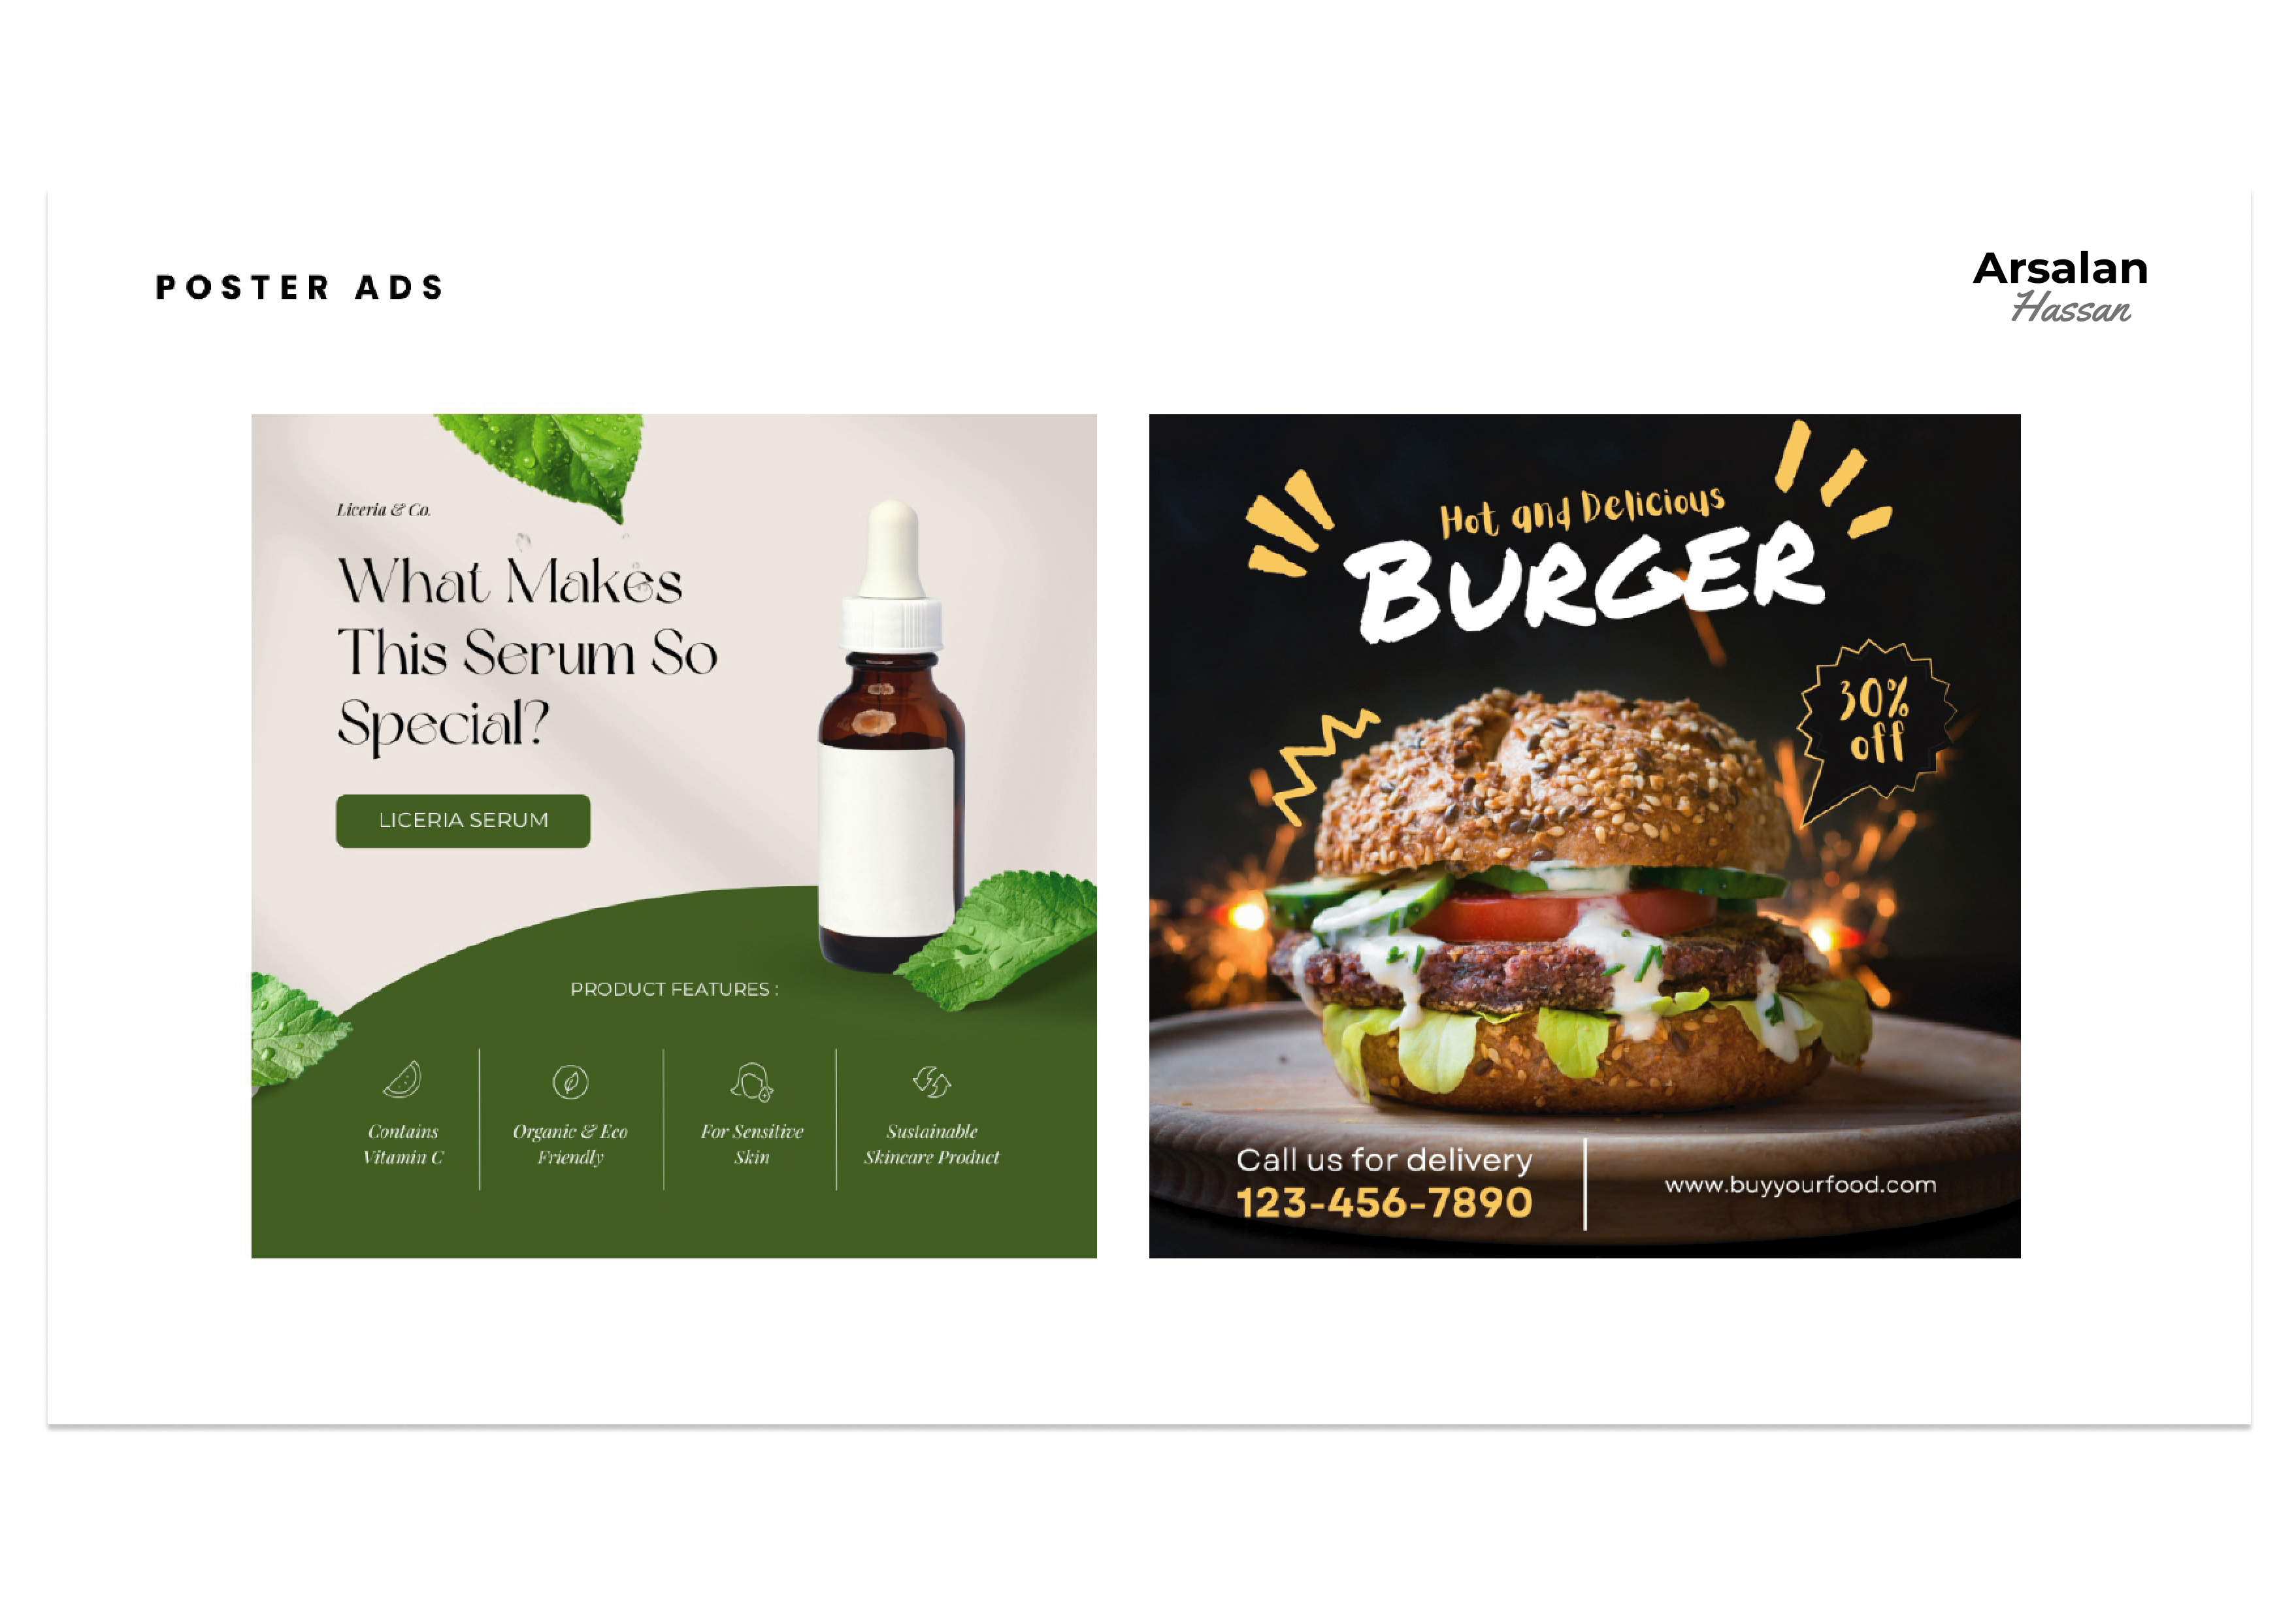 POSTER ADS
Arsalan
Hassan
Liceria & Co.
What Makes
This Serum So
Special?
LICERIA SERUM
PRODUCT FEATURES :
Contains
Vitamin C
Organic & Eco
Friendly
For Sensitive
Skin
Sustainable
Skincare Product
Hot and Delicious
BURGER
30%
off
Call us for delivery
123-456-7890
www.buyyourfood.com